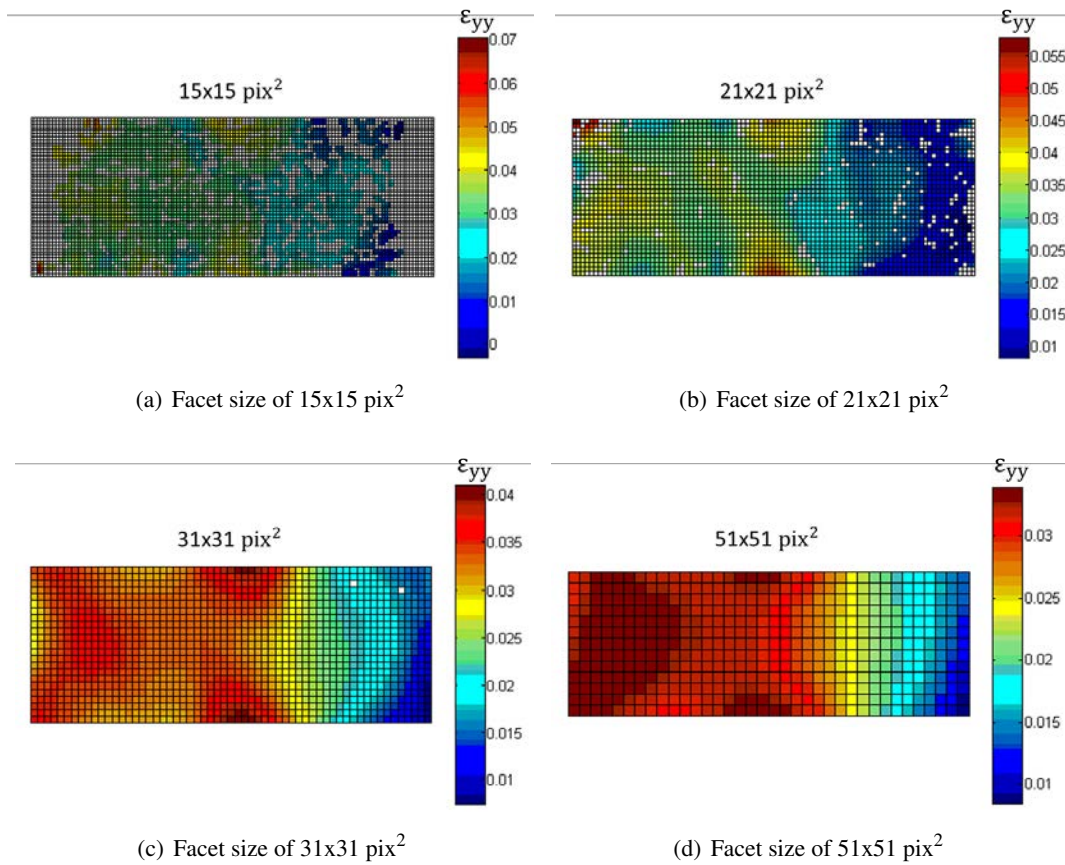 ε_yy
15x15 pix²
0.07
0.06
0.05
0.04
0.03
0.02
0.01
0
(a) Facet size of 15x15 pix²
ε_yy
21x21 pix²
0.055
0.05
0.045
0.04
0.035
0.03
0.025
0.02
0.015
0.01
(b) Facet size of 21x21 pix²
ε_yy
31x31 pix²
0.04
0.035
0.03
0.025
0.02
0.015
0.01
(c) Facet size of 31x31 pix²
ε_yy
51x51 pix²
0.03
0.025
0.02
0.015
0.01
(d) Facet size of 51x51 pix²